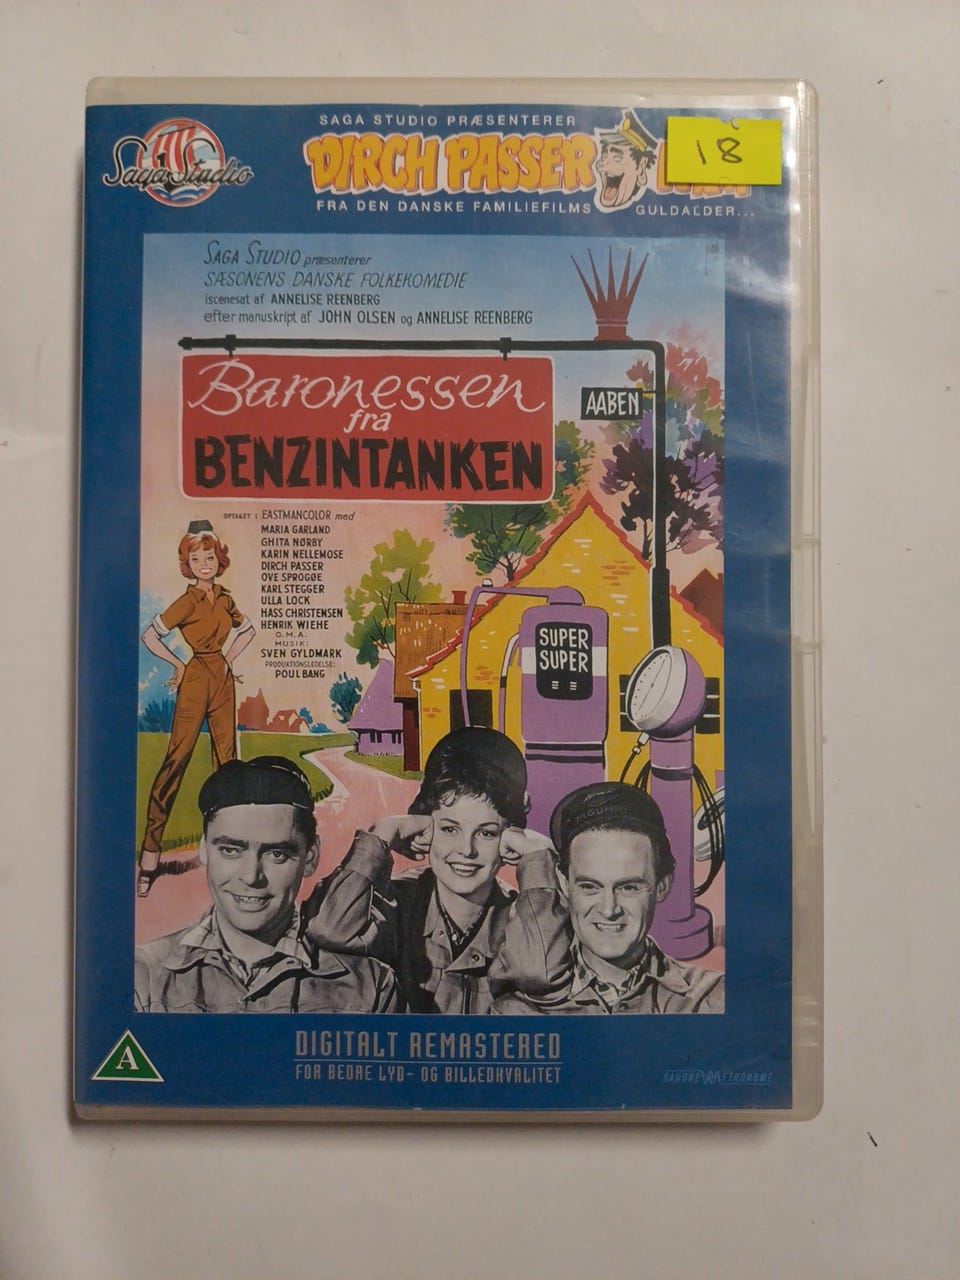 Saga Studio
SAGA STUDIO PRÆSENTERER
DIRCH PASSER
18
FRA DEN DANSKE FAMILIEFILMS GULDALDER...
SAGA STUDIO præsenterer
SÆSONENS DANSKE FOLKEKOMEDIE
iscenesat af ANNELISE REENBERG
efter manuskript af JOHN OLSEN og ANNELISE REENBERG
Baronessen
fra
BENZINTANKEN
AABEN
OPTAGET I EASTMANCOLOR med
MARIA GARLAND
GHITA NØRBY
KARIN NELLEMOSE
DIRCH PASSER
OVE SPROGØE
KARL STEGGER
ULLA LOCK
HASS CHRISTENSEN
HENRIK WIEHE
O.M.A.
MUSIK:
SVEN GYLDMARK
PRODUKTIONSLEDELSE:
POUL BANG
SUPER
SUPER
A
DIGITALT REMASTERED
FOR BEDRE LYD- OG BILLEDKVALITET
SANDREW METRONOME